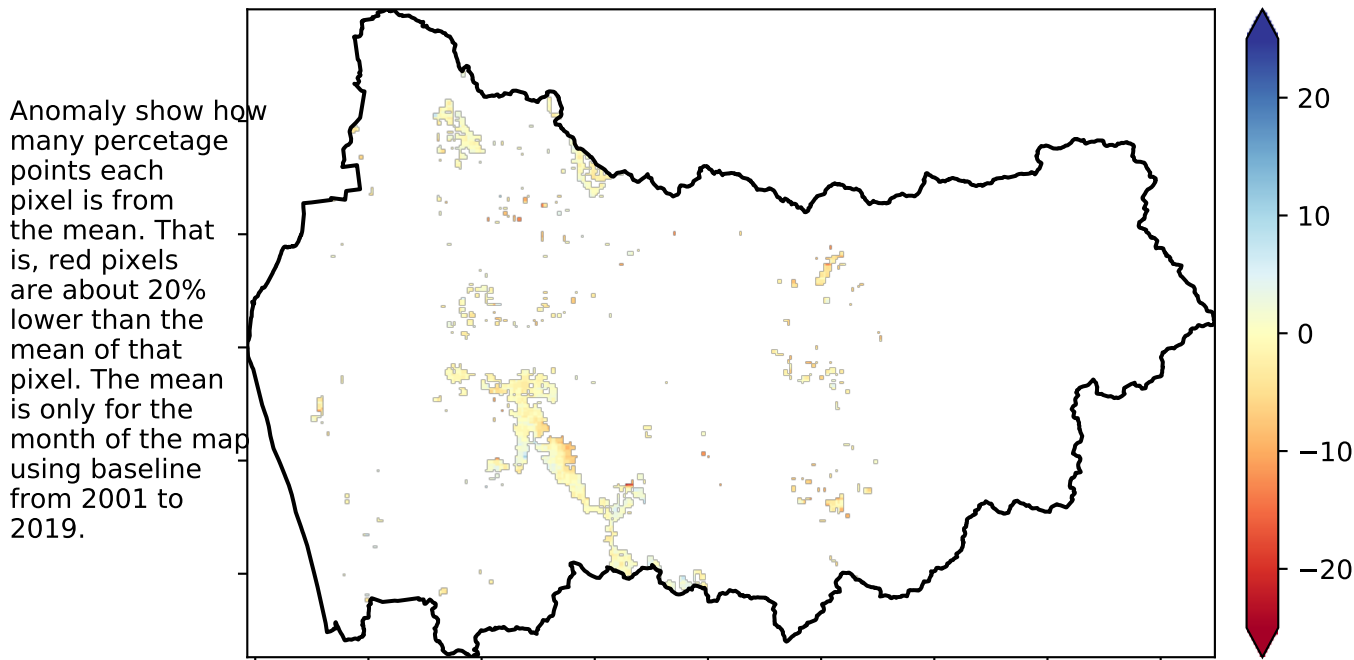 Anomaly show how
many percetage
points each
pixel is from
the mean. That
is, red pixels
are about 20%
lower than the
mean of that
pixel. The mean
is only for the
month of the map
using baseline
from 2001 to
2019.
20
10
0
−10
−20